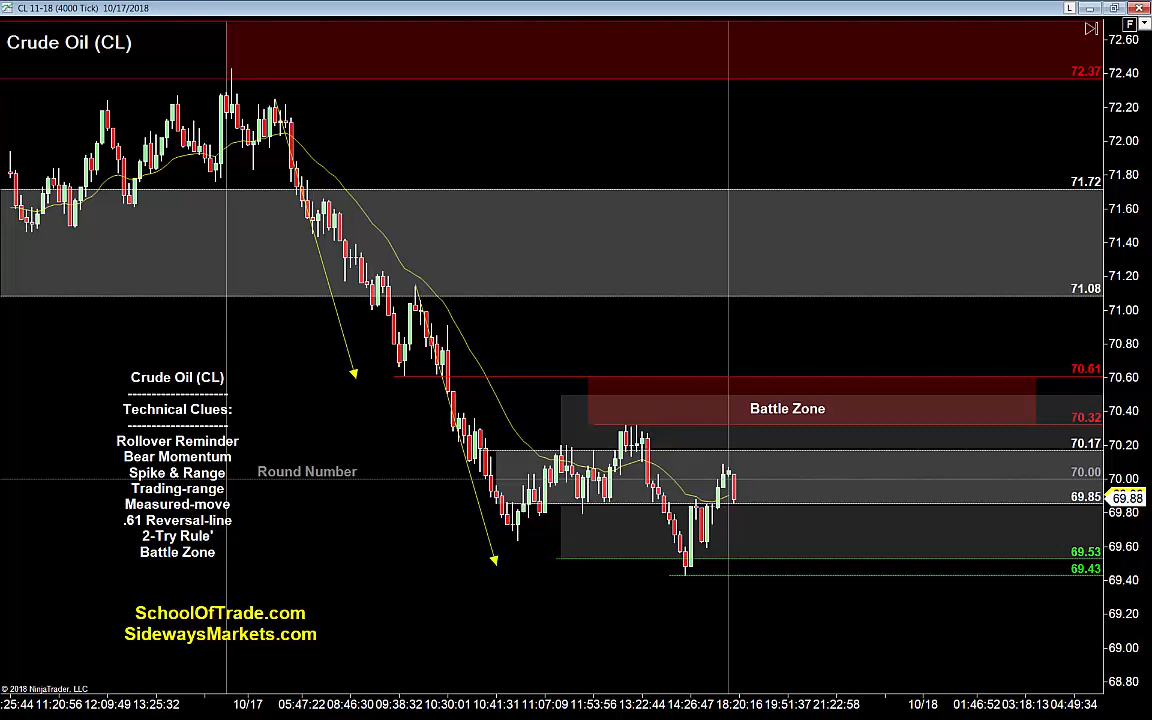 CL 11-18 (4000 Tick) 10/17/2018
L
F
Crude Oil (CL)
72.60
72.40
72.37
72.20
72.00
71.80
71.72
71.60
71.40
71.20
71.08
71.00
70.80
70.61
70.60
Battle Zone
70.40
70.32
70.20
70.17
70.00
70.00
69.85
69.88
69.80
69.60
69.53
69.43
69.40
69.20
69.00
68.80
Crude Oil (CL)
----------------------
Technical Clues:
----------------------
Rollover Reminder
Bear Momentum
Spike & Range
Trading-range
Measured-move
.61 Reversal-line
2-Try Rule'
Battle Zone
Round Number
SchoolOfTrade.com
SidewaysMarkets.com
© 2018 NinjaTrader, LLC
:25:44 11:20:56 12:09:49 13:25:32 10/17 05:47:22 08:46:30 09:38:32 10:30:01 10:41:31 11:07:09 11:53:56 13:22:44 14:26:47 18:20:16 19:51:37 21:22:58 10/18 01:46:52 03:18:13 04:49:34